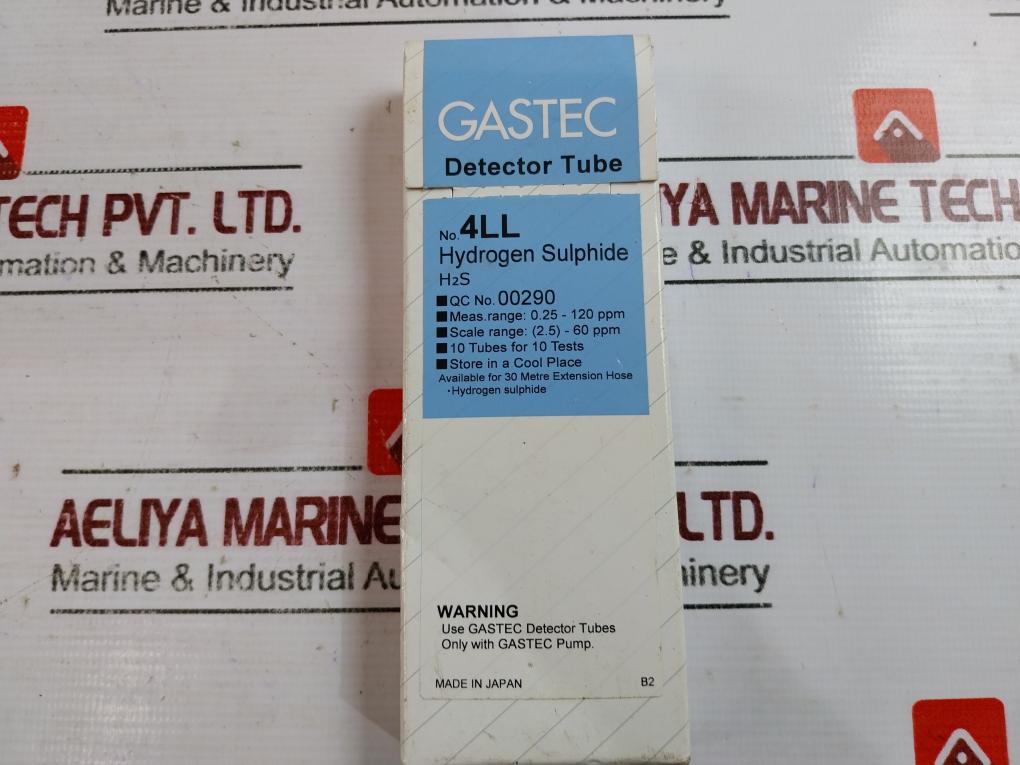 Marine & Industrial Automation & Machinery
GASTEC
Detector Tube
TECH PVT. LTD.
mation & Machinery
YA MARINE TECH
e & Industrial Automatio
No. 4LL
Hydrogen Sulphide
H₂S
■ QC No. 00290
■ Meas.range: 0.25 - 120 ppm
■ Scale range: (2.5) - 60 ppm
■ 10 Tubes for 10 Tests
■ Store in a Cool Place
Available for 30 Metre Extension Hose
・Hydrogen sulphide
AELIYA MARINE
LTD.
Marine & Industrial Au
inery
WARNING
Use GASTEC Detector Tubes
Only with GASTEC Pump.
MADE IN JAPAN
B2